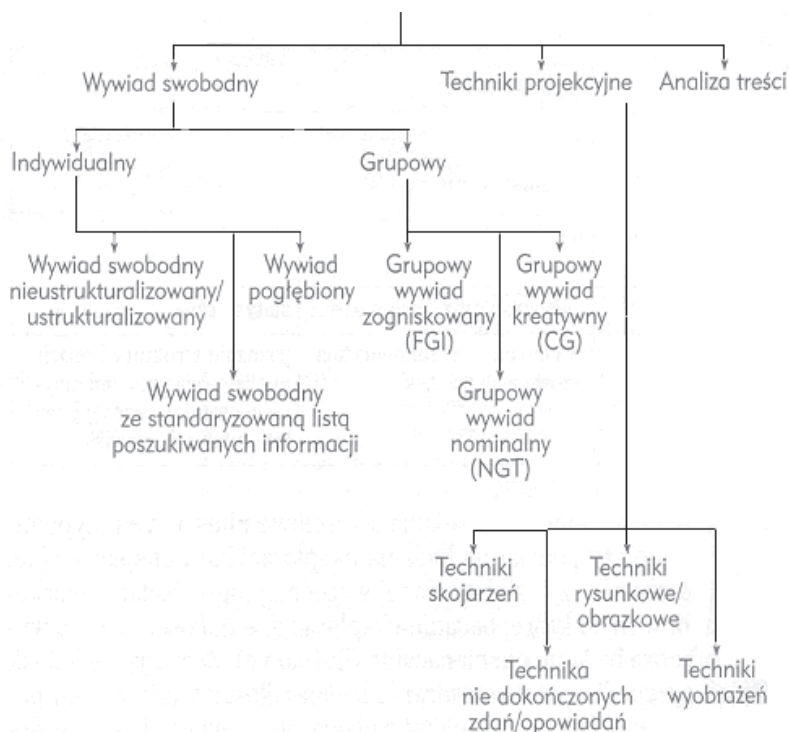 Wywiad swobodny
Techniki projekcyjne
Analiza treści
Indywidualny
Grupowy
Wywiad swobodny
nieustrukturalizowany/
ustrukturalizowany
Wywiad
pogłębiony
Grupowy
wywiad
zogniskowany
(FGI)
Grupowy
wywiad
kreatywny
(CG)
Wywiad swobodny
ze standaryzowaną listą
poszukiwanych informacji
Grupowy
wywiad
nominalny
(NGT)
Techniki
skojarzeń
Techniki
rysunkowe/
obrazkowe
Technika
nie dokończonych
zdań/opowiadań
Techniki
wyobrażeń